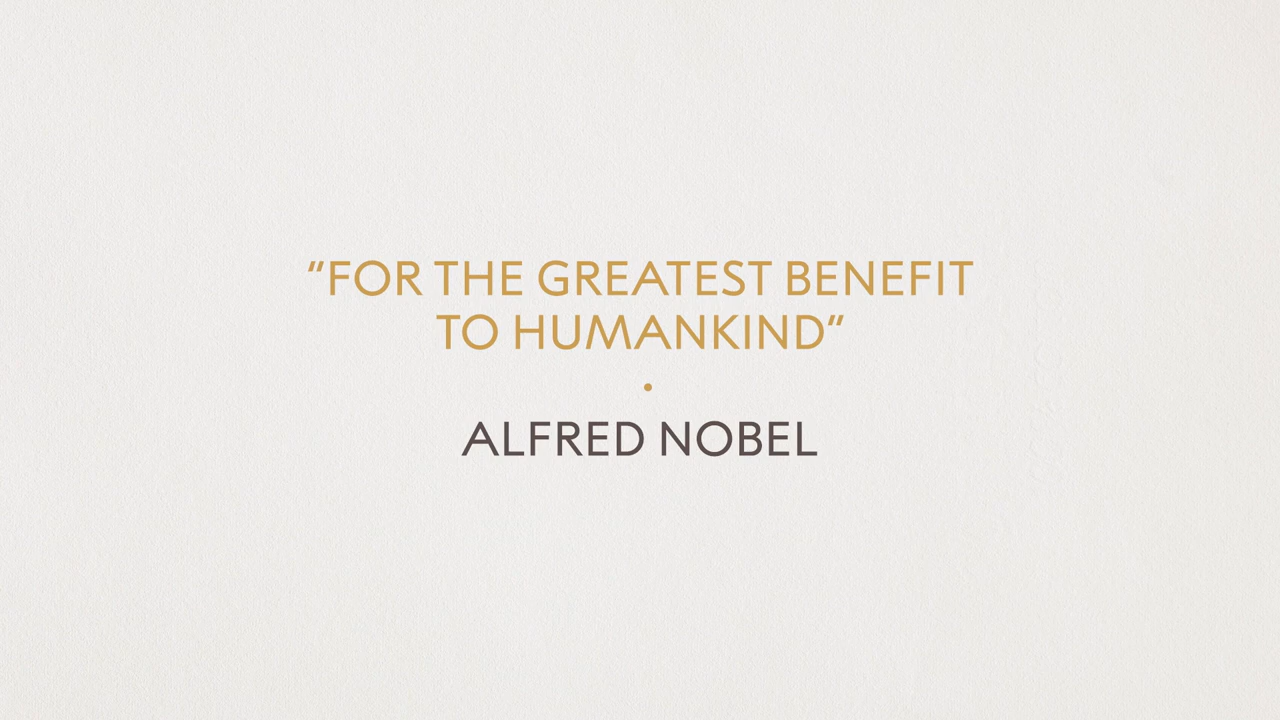 “FOR THE GREATEST BENEFIT
TO HUMANKIND”
•
ALFRED NOBEL